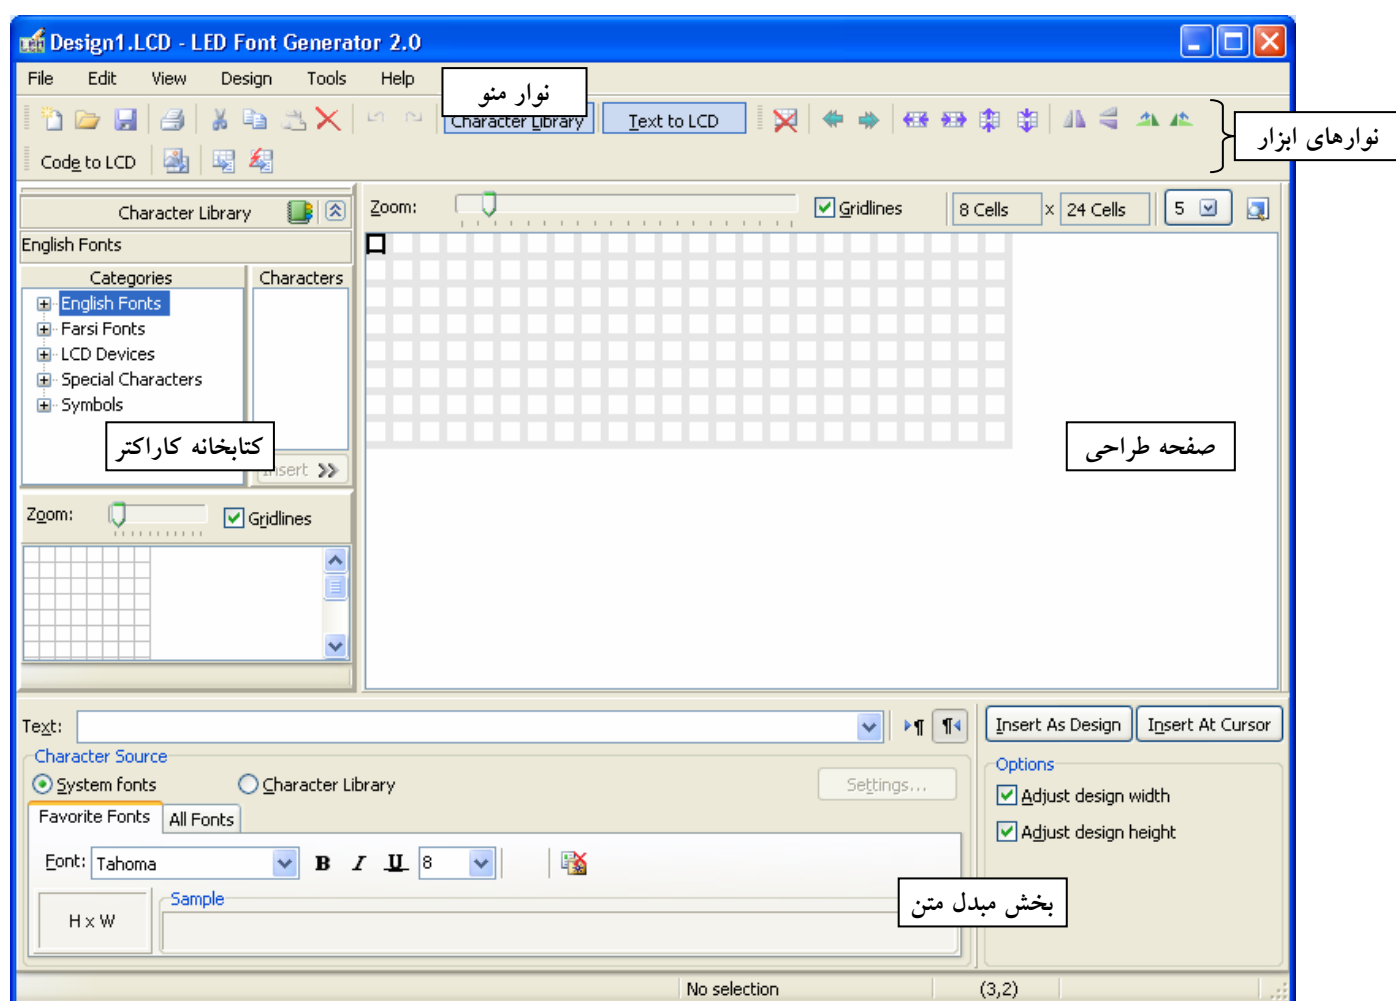 Design1.LCD - LED Font Generator 2.0
File Edit View Design Tools Help
نوار منو
Character Library Text to LCD
نوارهای ابزار
Code to LCD
Character Library
Zoom: Gridlines 8 Cells x 24 Cells 5
English Fonts
Categories Characters
English Fonts
Farsi Fonts
LCD Devices
Special Characters
Symbols
کتابخانه کاراکتر
صفحه طراحی
Insert
Zoom: Gridlines
Text: Insert As Design Insert At Cursor
Character Source
Options
System fonts Character Library Settings...
Adjust design width
Favorite Fonts All Fonts
Adjust design height
Font: Tahoma B I U 8
Sample
بخش مبدل متن
H x W
No selection (3,2)